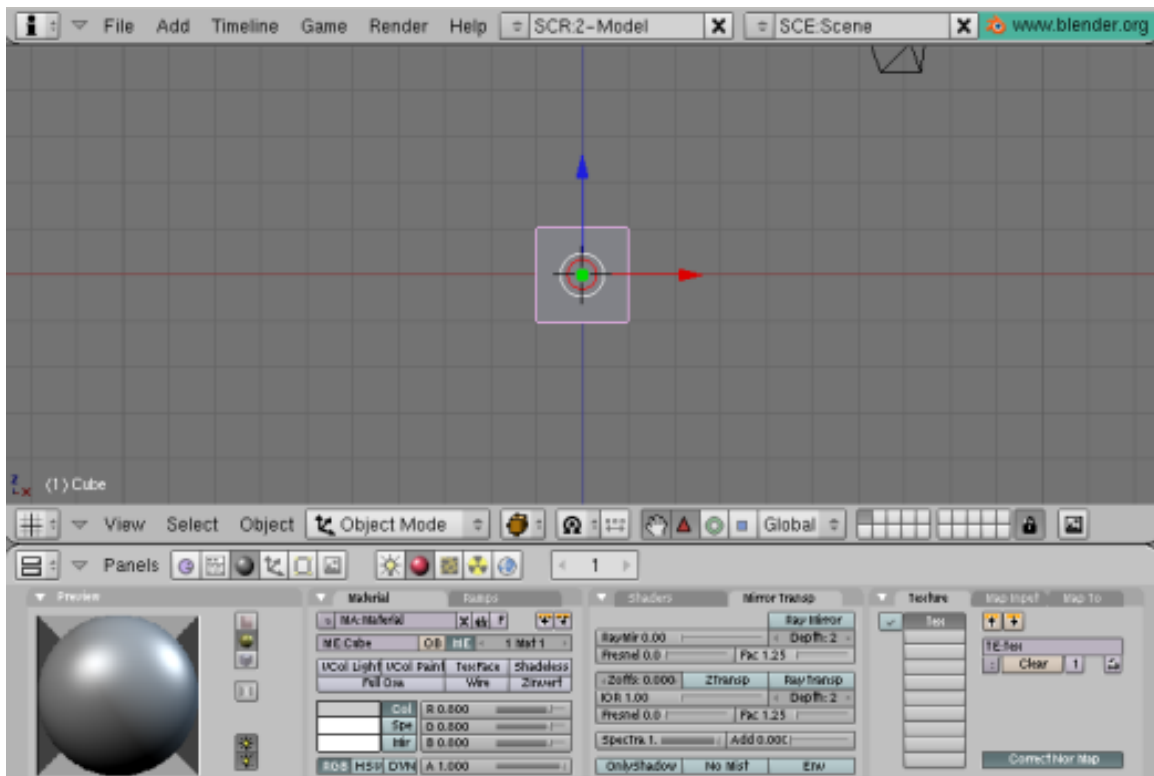 File Add Timeline Game Render Help SCR:2-Model X SCE:Scene X www.blender.org
z
x
(1) Cube
View Select Object Object Mode Global
Panels 1
Preview
Material Ramps
Shaders Mirror Transp
Texture Map Input Map To
MA:Material F
ME:Cube OB ME 1 Mat 1
VCol Light VCol Paint TexFace Shadeless
Full Osa Wire ZInvert
Col R 0.800
Spe G 0.800
Mir B 0.800
RGB HSV DYN A 1.000
Ray Mirror
RayMir 0.00 Depth: 2
Fresnel 0.0 Fac 1.25
Zoffs: 0.000 ZTransp Ray Transp
IOR 1.00 Depth: 2
Fresnel 0.0 Fac 1.25
SpecTra 1. Add 0.000
OnlyShadow No Mist Env
Tex
TE:Tex
Clear 1
Correct Nor Map